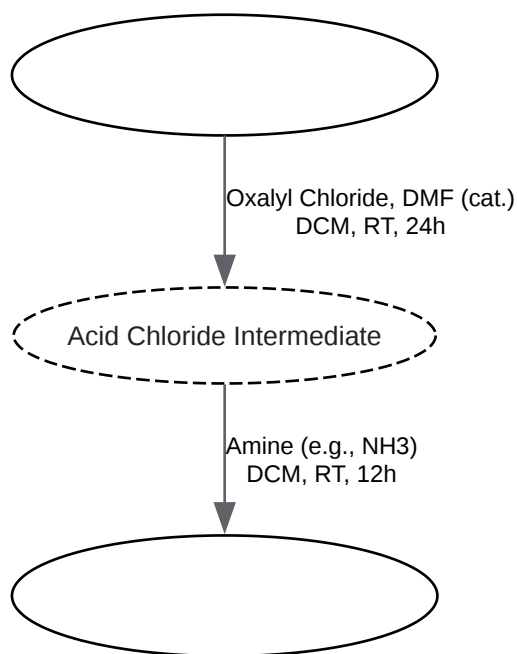 Oxalyl Chloride, DMF (cat.)
DCM, RT, 24h
Acid Chloride Intermediate
Amine (e.g., NH3)
DCM, RT, 12h